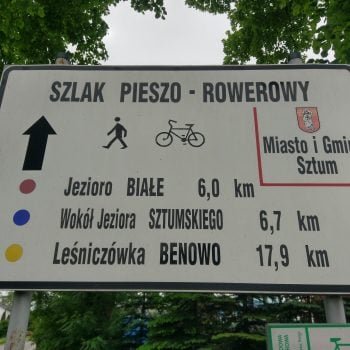 SZLAK PIESZO - ROWEROWY
Miasto i Gmi
Sztum
Jezioro BIAŁE 6,0 km
Wokół Jeziora SZTUMSKIEGO 6,7 km
Leśniczówka BENOWO 17,9 km